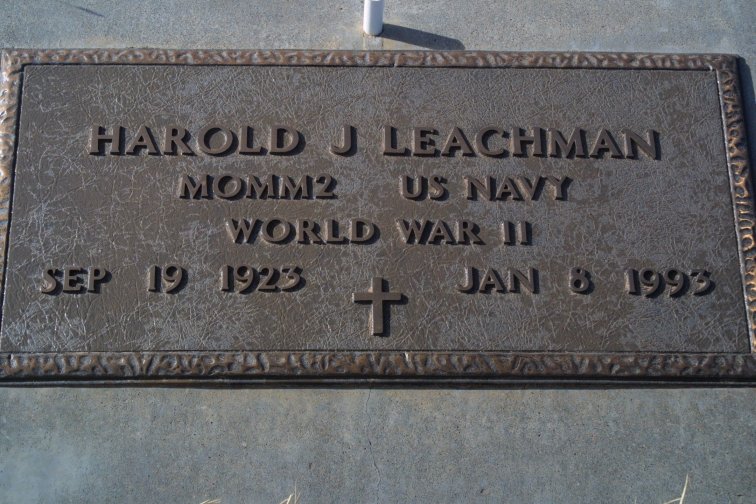 HAROLD J LEACHMAN
MOMM2 US NAVY
WORLD WAR II
SEP 19 1923 JAN 8 1993